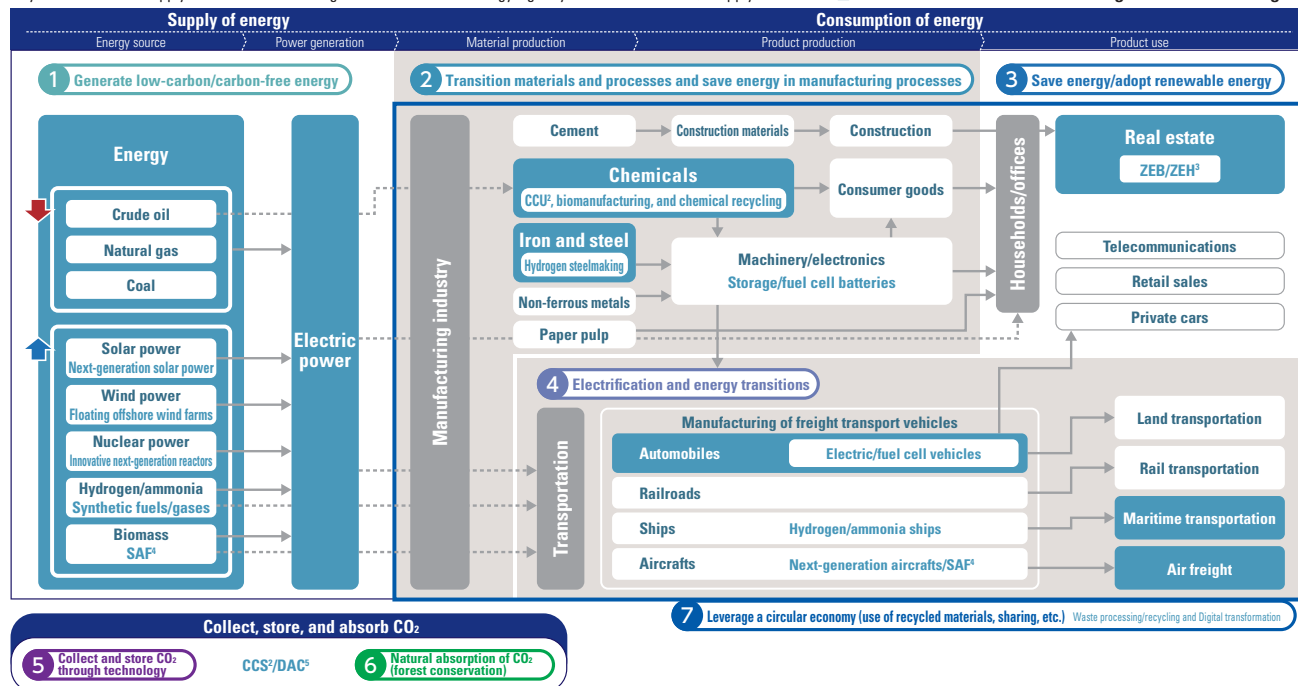 Supply of energy
Consumption of energy
Energy source
Power generation
Material production
Product production
Product use
1 Generate low-carbon/carbon-free energy
2 Transition materials and processes and save energy in manufacturing processes
3 Save energy/adopt renewable energy
Energy
Crude oil
Natural gas
Coal
Solar power
Next-generation solar power
Wind power
Floating offshore wind farms
Nuclear power
Innovative next-generation reactors
Hydrogen/ammonia
Synthetic fuels/gases
Biomass
SAF⁴
Electric
power
Manufacturing industry
Cement
Construction materials
Construction
Chemicals
CCU², biomanufacturing, and chemical recycling
Consumer goods
Iron and steel
Hydrogen steelmaking
Machinery/electronics
Storage/fuel cell batteries
Non-ferrous metals
Paper pulp
Households/offices
Real estate
ZEB/ZEH³
Telecommunications
Retail sales
Private cars
4 Electrification and energy transitions
Transportation
Manufacturing of freight transport vehicles
Automobiles
Electric/fuel cell vehicles
Railroads
Ships
Hydrogen/ammonia ships
Aircrafts
Next-generation aircrafts/SAF⁴
Land transportation
Rail transportation
Maritime transportation
Air freight
7 Leverage a circular economy (use of recycled materials, sharing, etc.) Waste processing/recycling and Digital transformation
Collect, store, and absorb CO₂
5 Collect and store CO₂
through technology
CCS²/DAC⁵
6 Natural absorption of CO₂
(forest conservation)